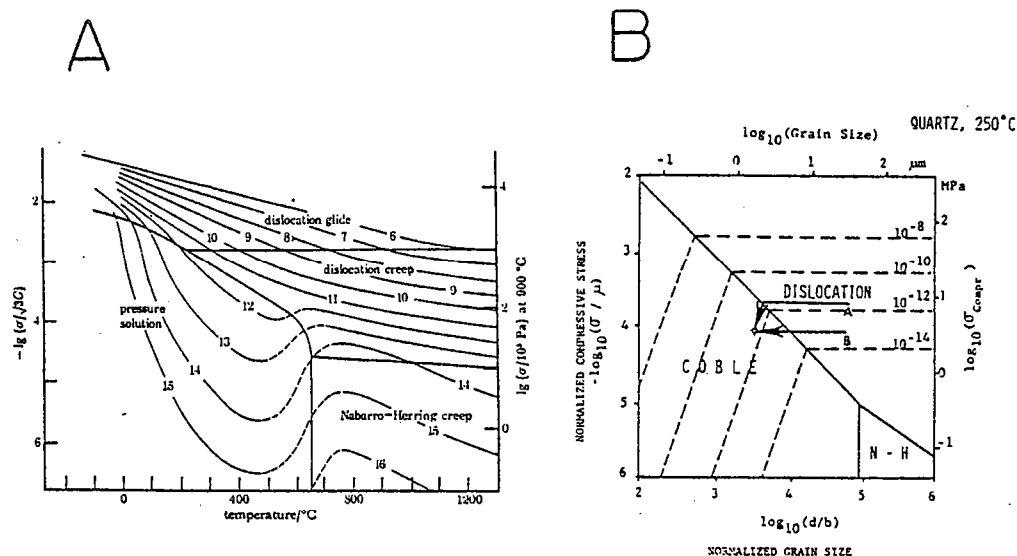 A
2
4
6
-lg (σ/√3G)
4
2
0
lg (σ/10⁵ Pa) at 900 °C
dislocation glide
10
9
8
7
6
dislocation creep
9
12
11
10
pressure
solution
13
14
15
14
Nabarro-Herring creep
15
16
0
400
800
1200
temperature/°C
B
QUARTZ, 250°C
log₁₀(Grain Size)
-1
0
1
2
μm
2
3
4
5
6
NORMALIZED COMPRESSIVE STRESS
-log₁₀(σ / μ)
MPa
2
1
0
-1
log₁₀(σCompr)
10⁻⁸
10⁻¹⁰
DISLOCATION
10⁻¹²
A
B
10⁻¹⁴
COBLE
N - H
2
3
4
5
6
log₁₀(d/b)
NORMALIZED GRAIN SIZE